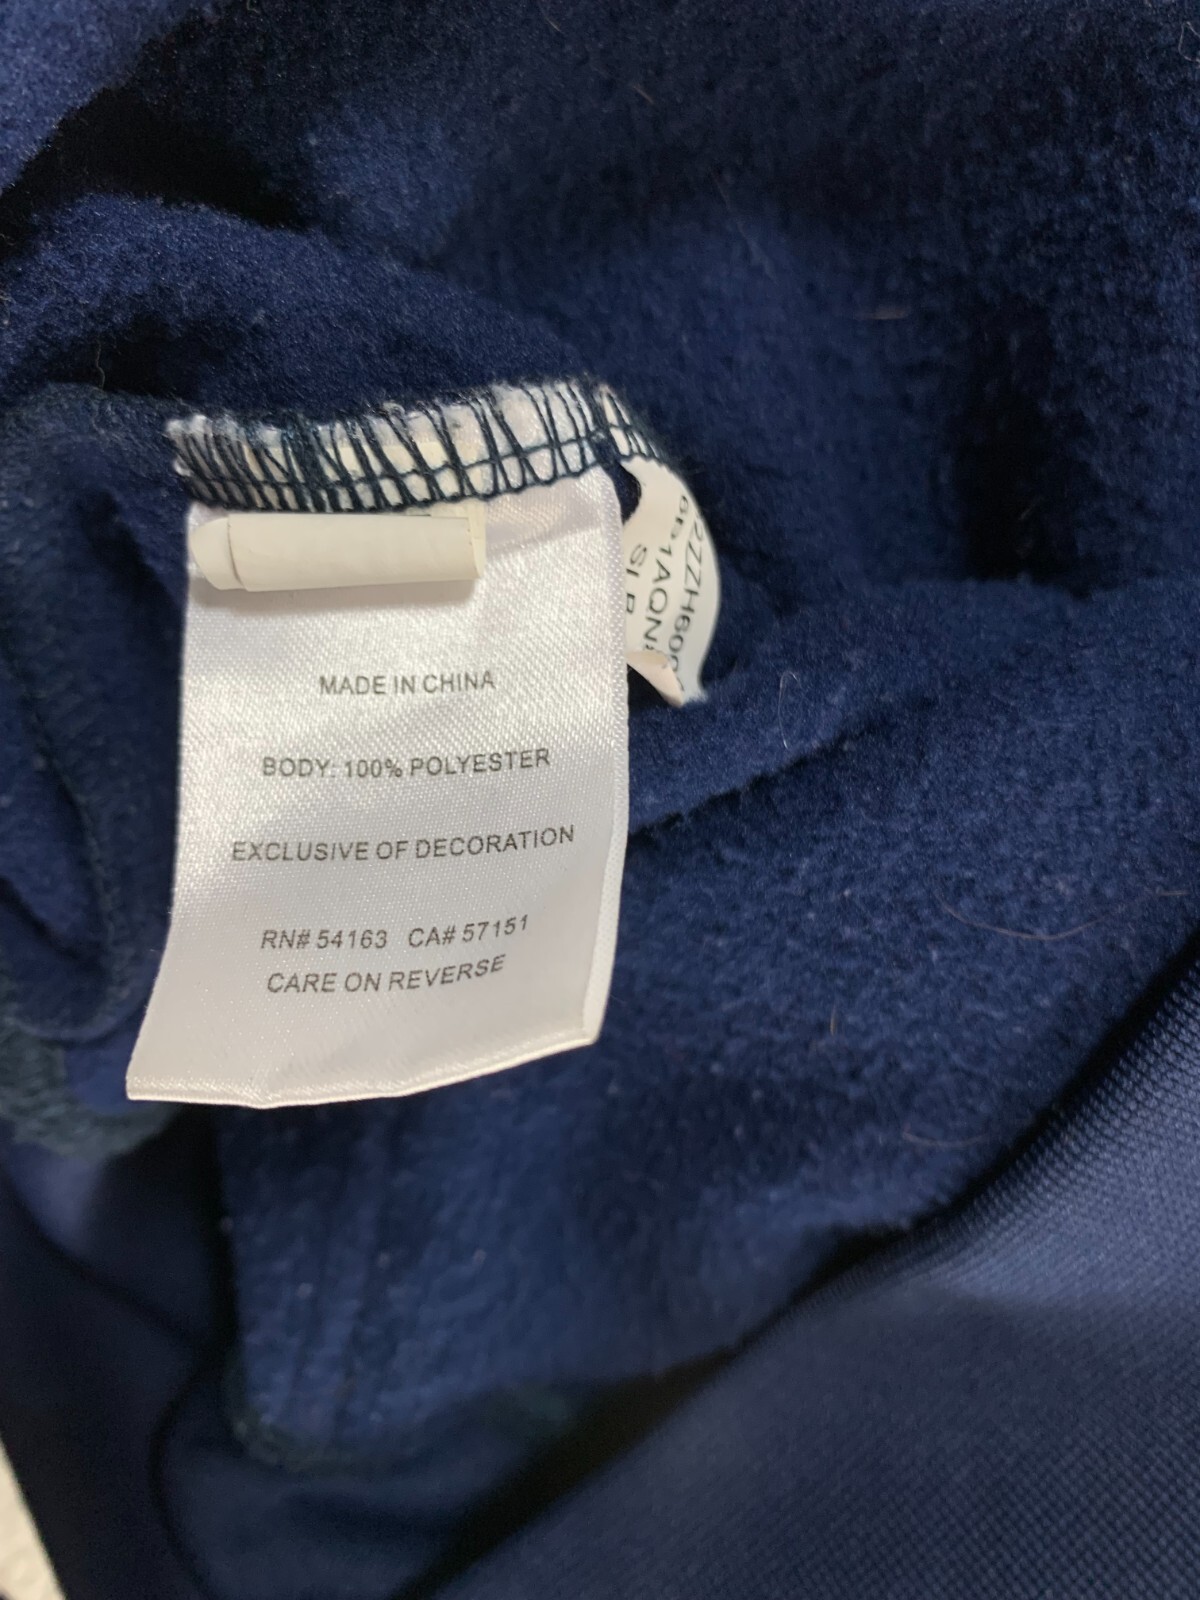 MADE IN CHINA
BODY: 100% POLYESTER
EXCLUSIVE OF DECORATION
RN# 54163 CA# 57151
CARE ON REVERSE